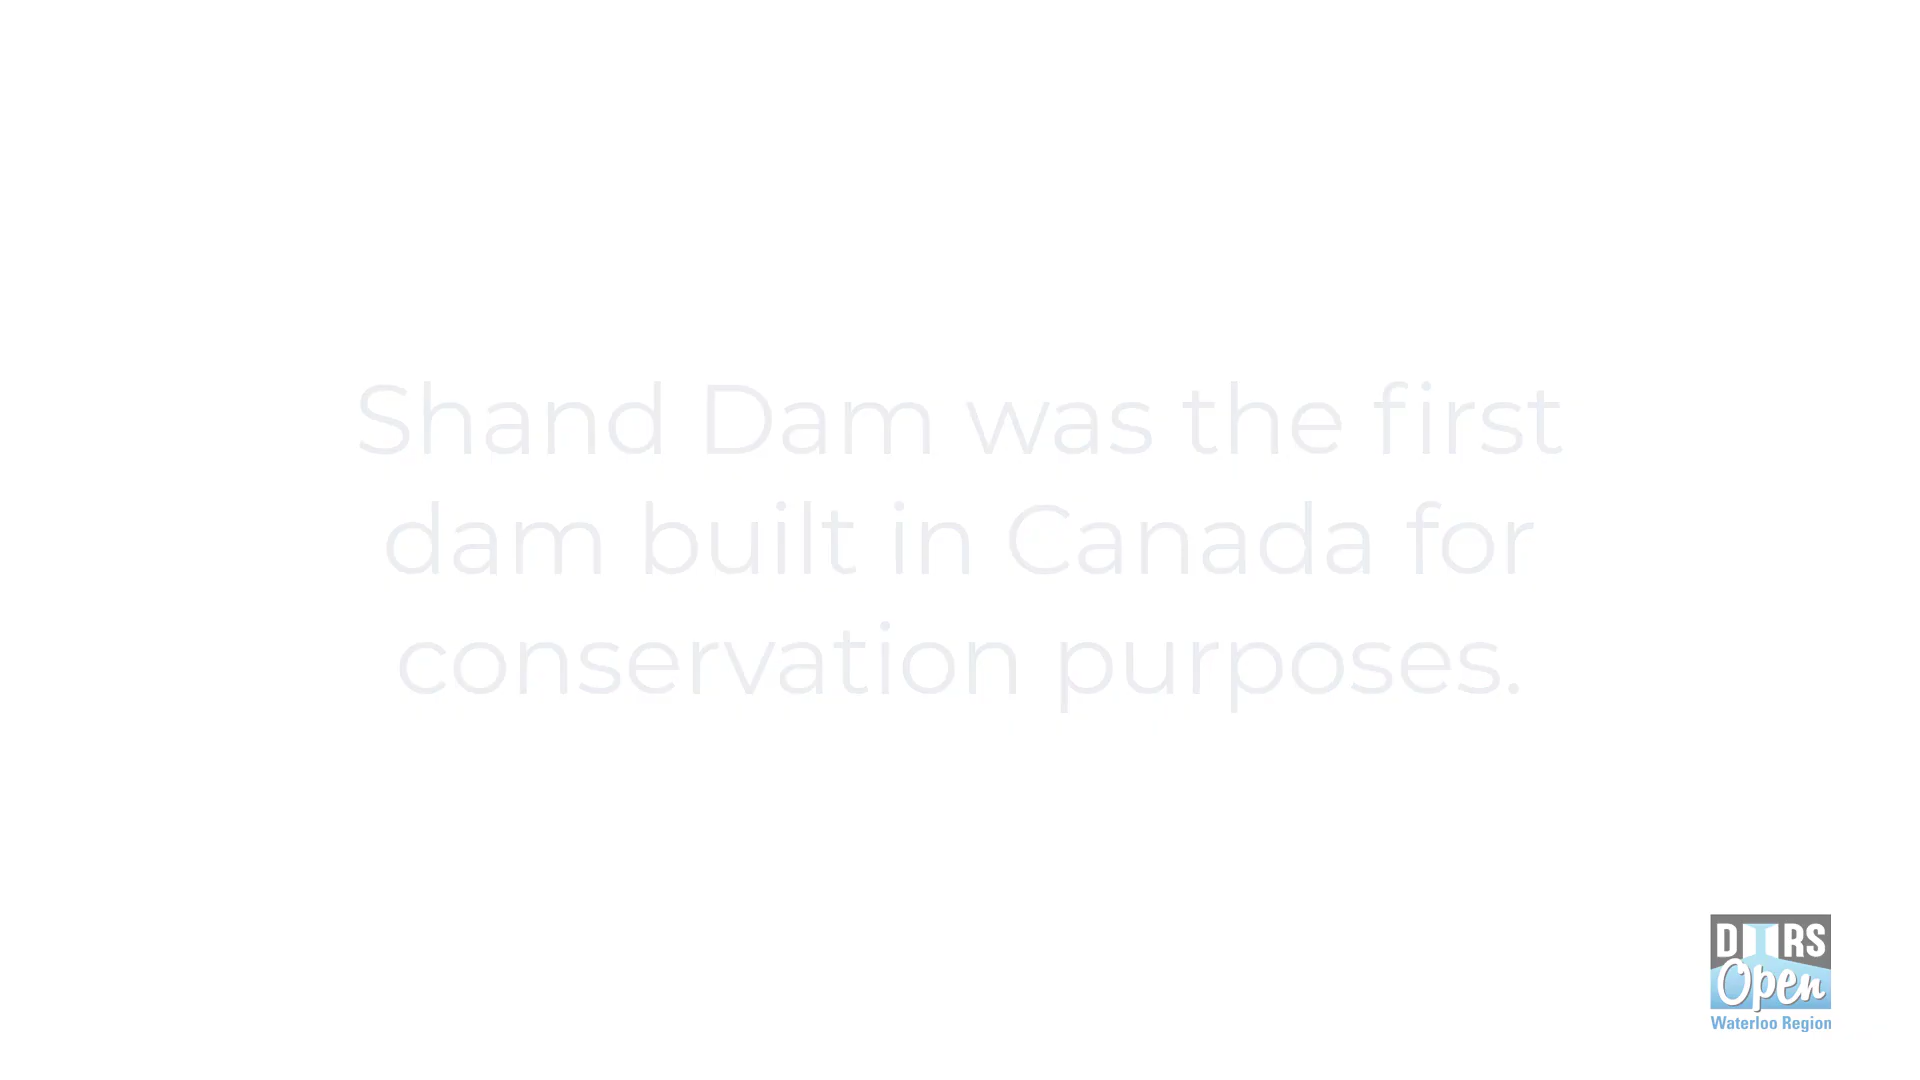 Shand Dam was the first
dam built in Canada for
conservation purposes.
DOORS
Open
Waterloo Region